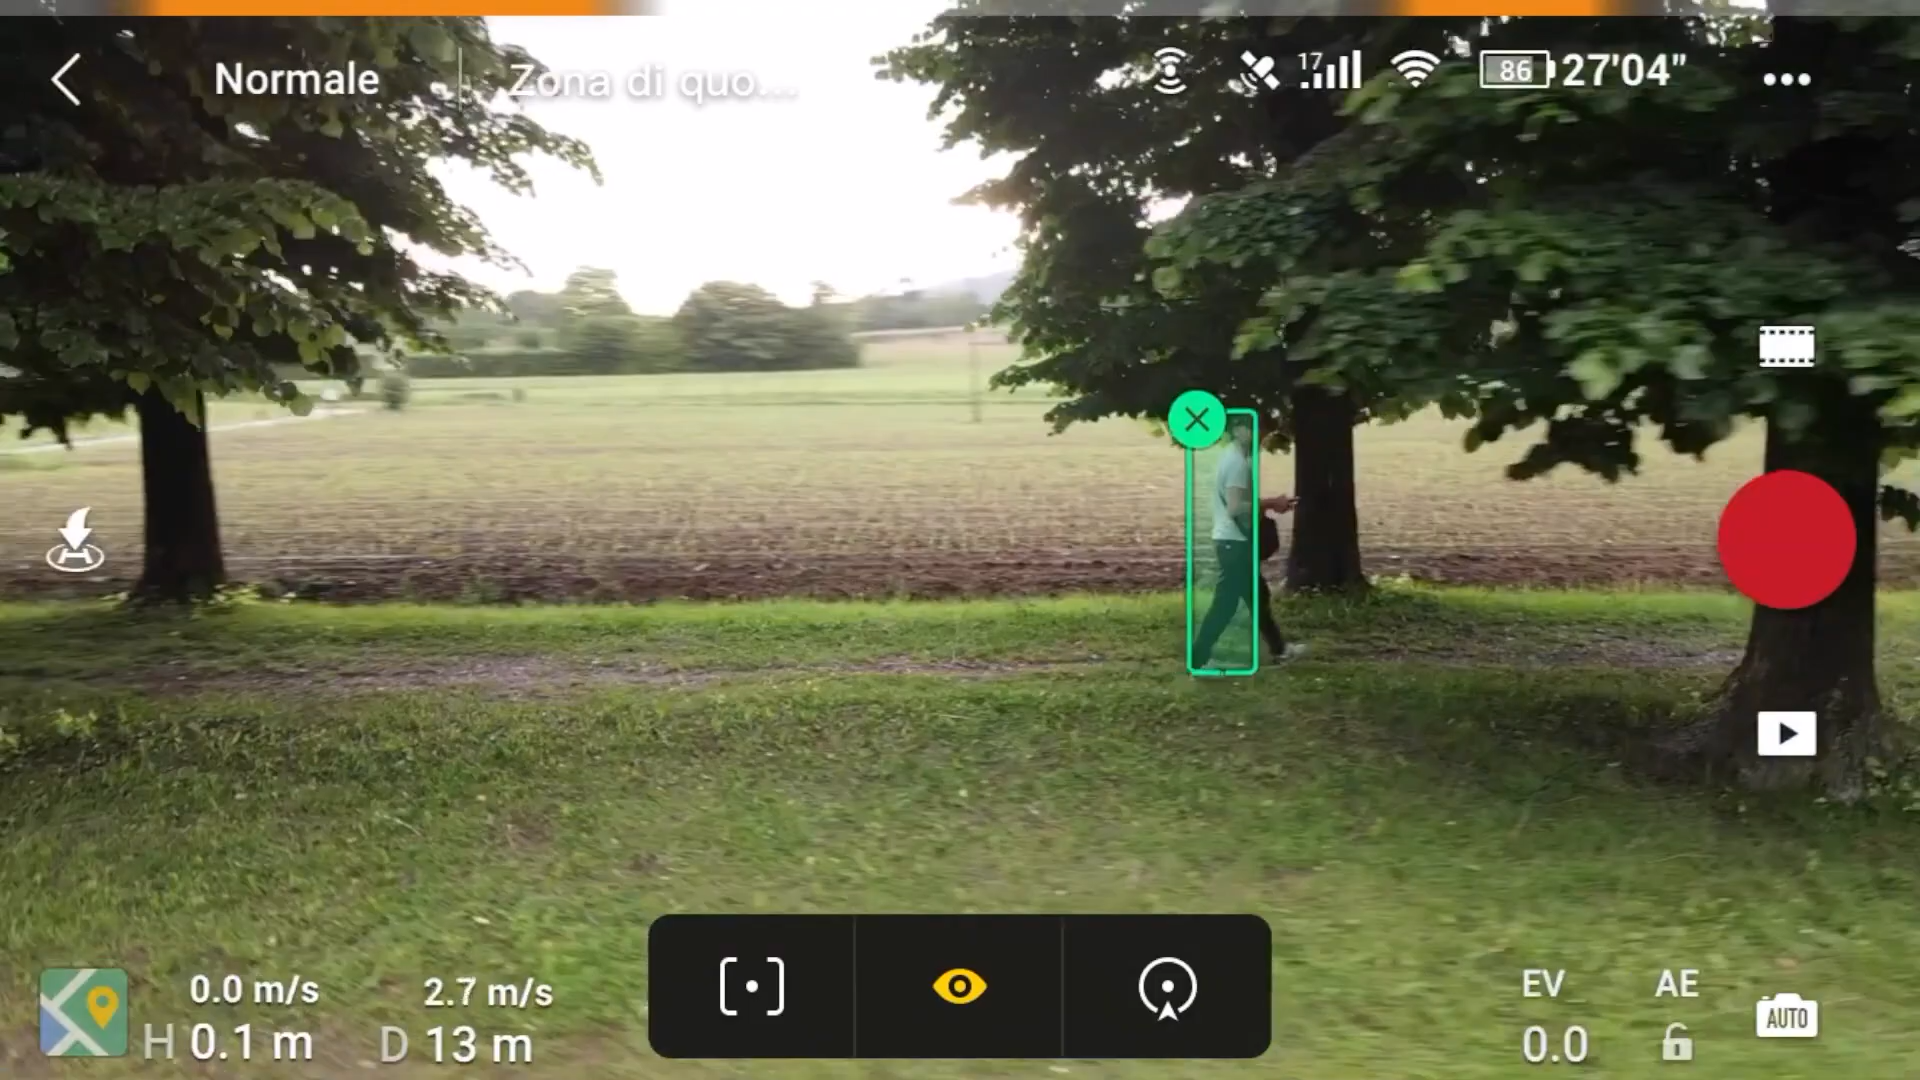 Normale
Zona di quo...
17
86
27'04"
0.0 m/s
2.7 m/s
H 0.1 m
D 13 m
EV
0.0
AE
AUTO